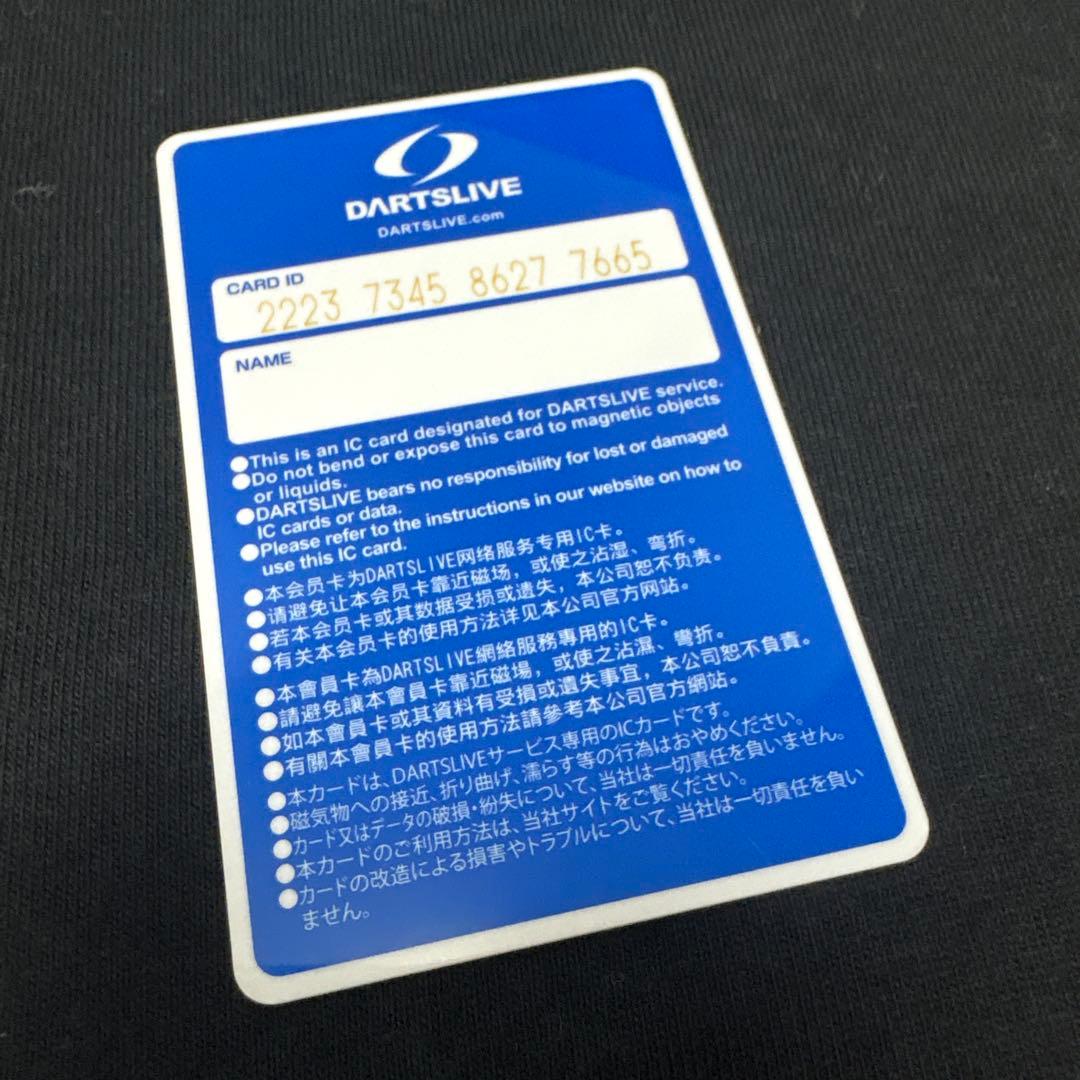 DARTSLIVE
DARTSLIVE.com
CARD ID
2223 7345 8627 7665
NAME
●This is an IC card designated for DARTSLIVE service.
●Do not bend or expose this card to magnetic objects
or liquids.
●DARTSLIVE bears no responsibility for lost or damaged
IC cards or data.
●Please refer to the instructions in our website on how to
use this IC card.
●本会员卡为DARTSLIVE网络服务专用IC卡。
●请避免让本会员卡靠近磁场，或使之沾湿、弯折。
●若本会员卡或其数据受损或遗失，本公司恕不负责。
●有关本会员卡的使用方法详见本公司官方网站。
●本會員卡為DARTSLIVE網絡服務專用的IC卡。
●請避免讓本會員卡靠近磁場，或使之沾濕、彎折。
●如本會員卡或其資料有受損或遺失事宜，本公司恕不負責。
●有關本會員卡的使用方法請參考本公司官方網站。
●本カードは、DARTSLIVEサービス専用のICカードです。
●磁気物への接近、折り曲げ、濡らす等の行為はおやめください。
●カード又はデータの破損・紛失について、当社は一切責任を負いません。
●本カードのご利用方法は、当社サイトをご覧ください。
●カードの改造による損害やトラブルについて、当社は一切責任を負い
ません。